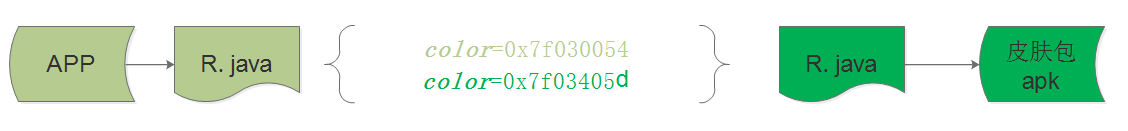 APP
R. java
color=0x7f030054
color=0x7f03405d
R. java
皮肤包
apk